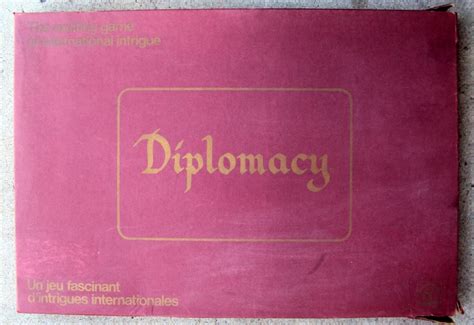 The exciting game
of international intrigue
Diplomacy
Un jeu fascinant
d'intrigues internationales